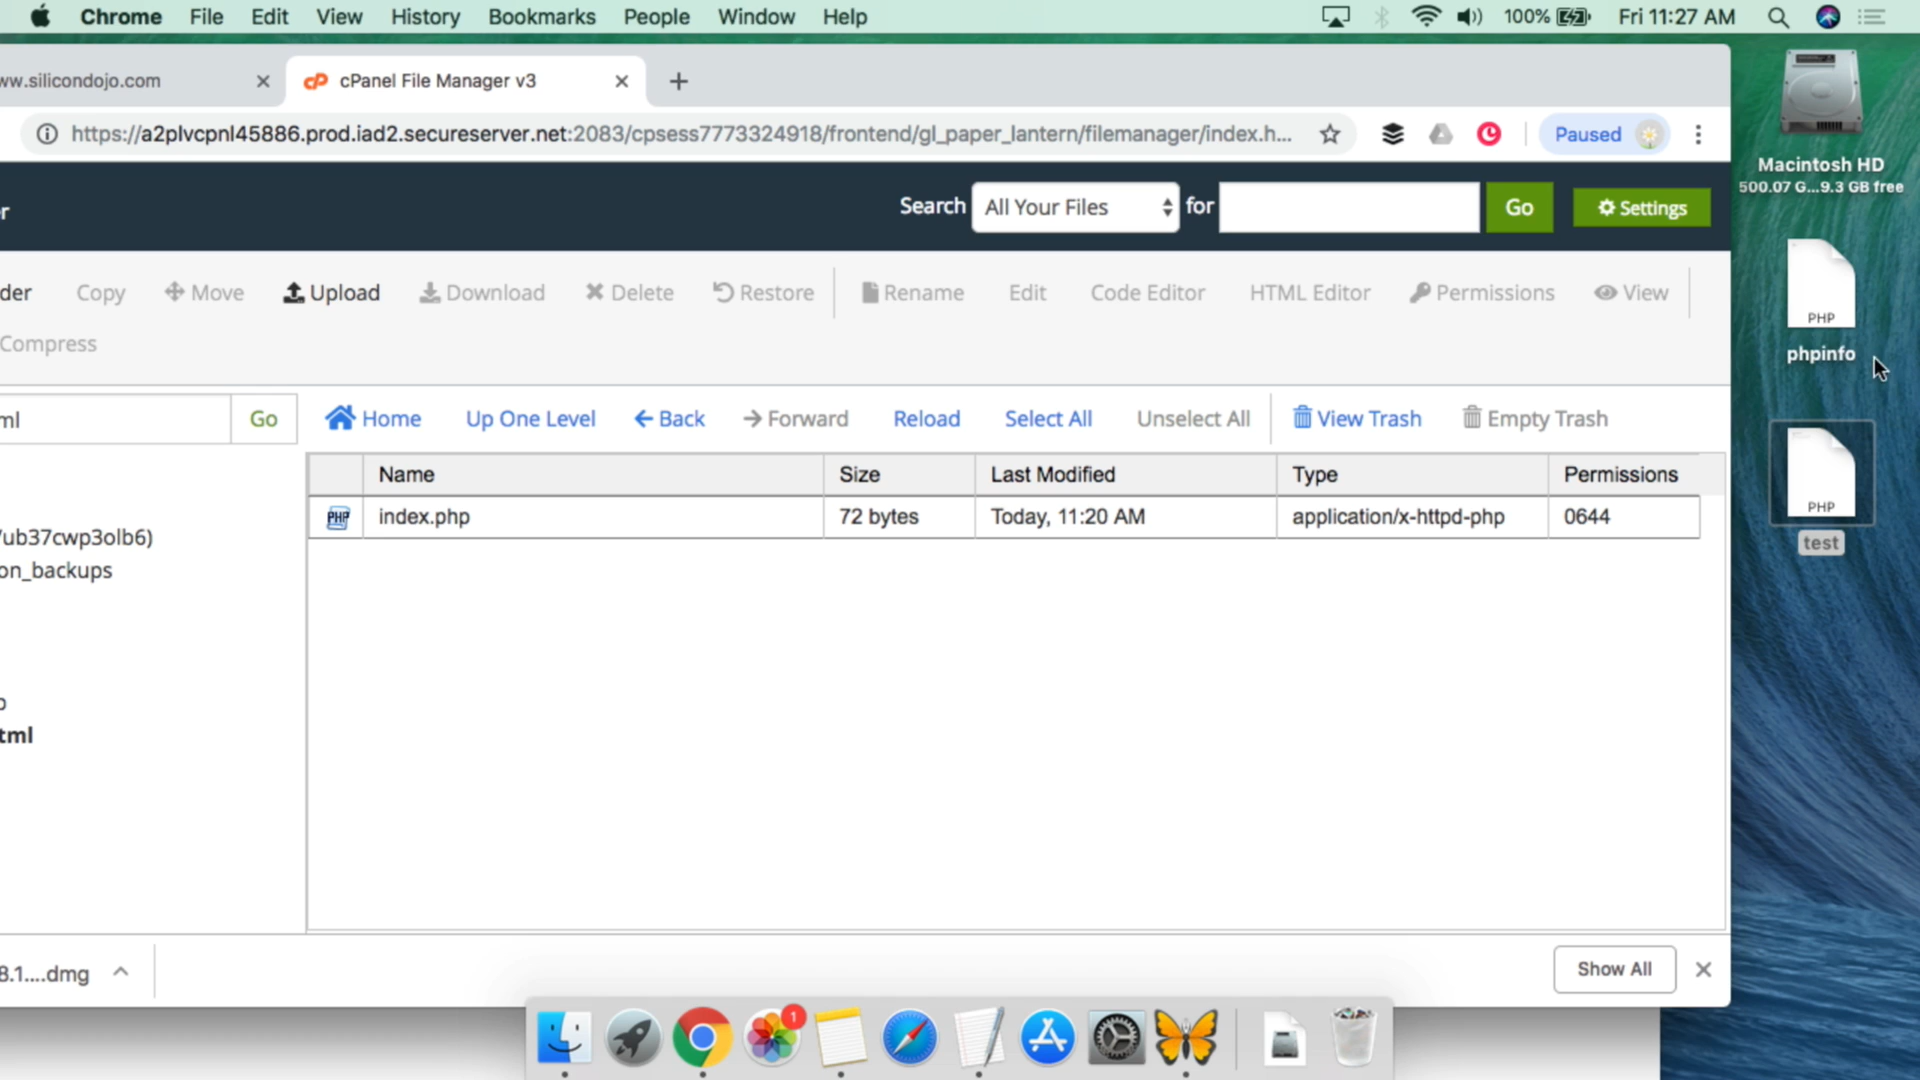 Chrome File Edit View History Bookmarks People Window Help 100% Fri 11:27 AM
ww.silicondojo.com cPanel File Manager v3
https://a2plvcpnl45886.prod.iad2.secureserver.net:2083/cpsess7773324918/frontend/gl_paper_lantern/filemanager/index.h... Paused
Macintosh HD
500.07 G...9.3 GB free
r Search All Your Files for Go Settings
der Copy Move Upload Download Delete Restore Rename Edit Code Editor HTML Editor Permissions View
PHP
Compress
phpinfo
ml Go Home Up One Level Back Forward Reload Select All Unselect All View Trash Empty Trash
Name Size Last Modified Type Permissions
PHP index.php 72 bytes Today, 11:20 AM application/x-httpd-php 0644
PHP
test
/ub37cwp3olb6)
on_backups
tml
8.1....dmg Show All
1